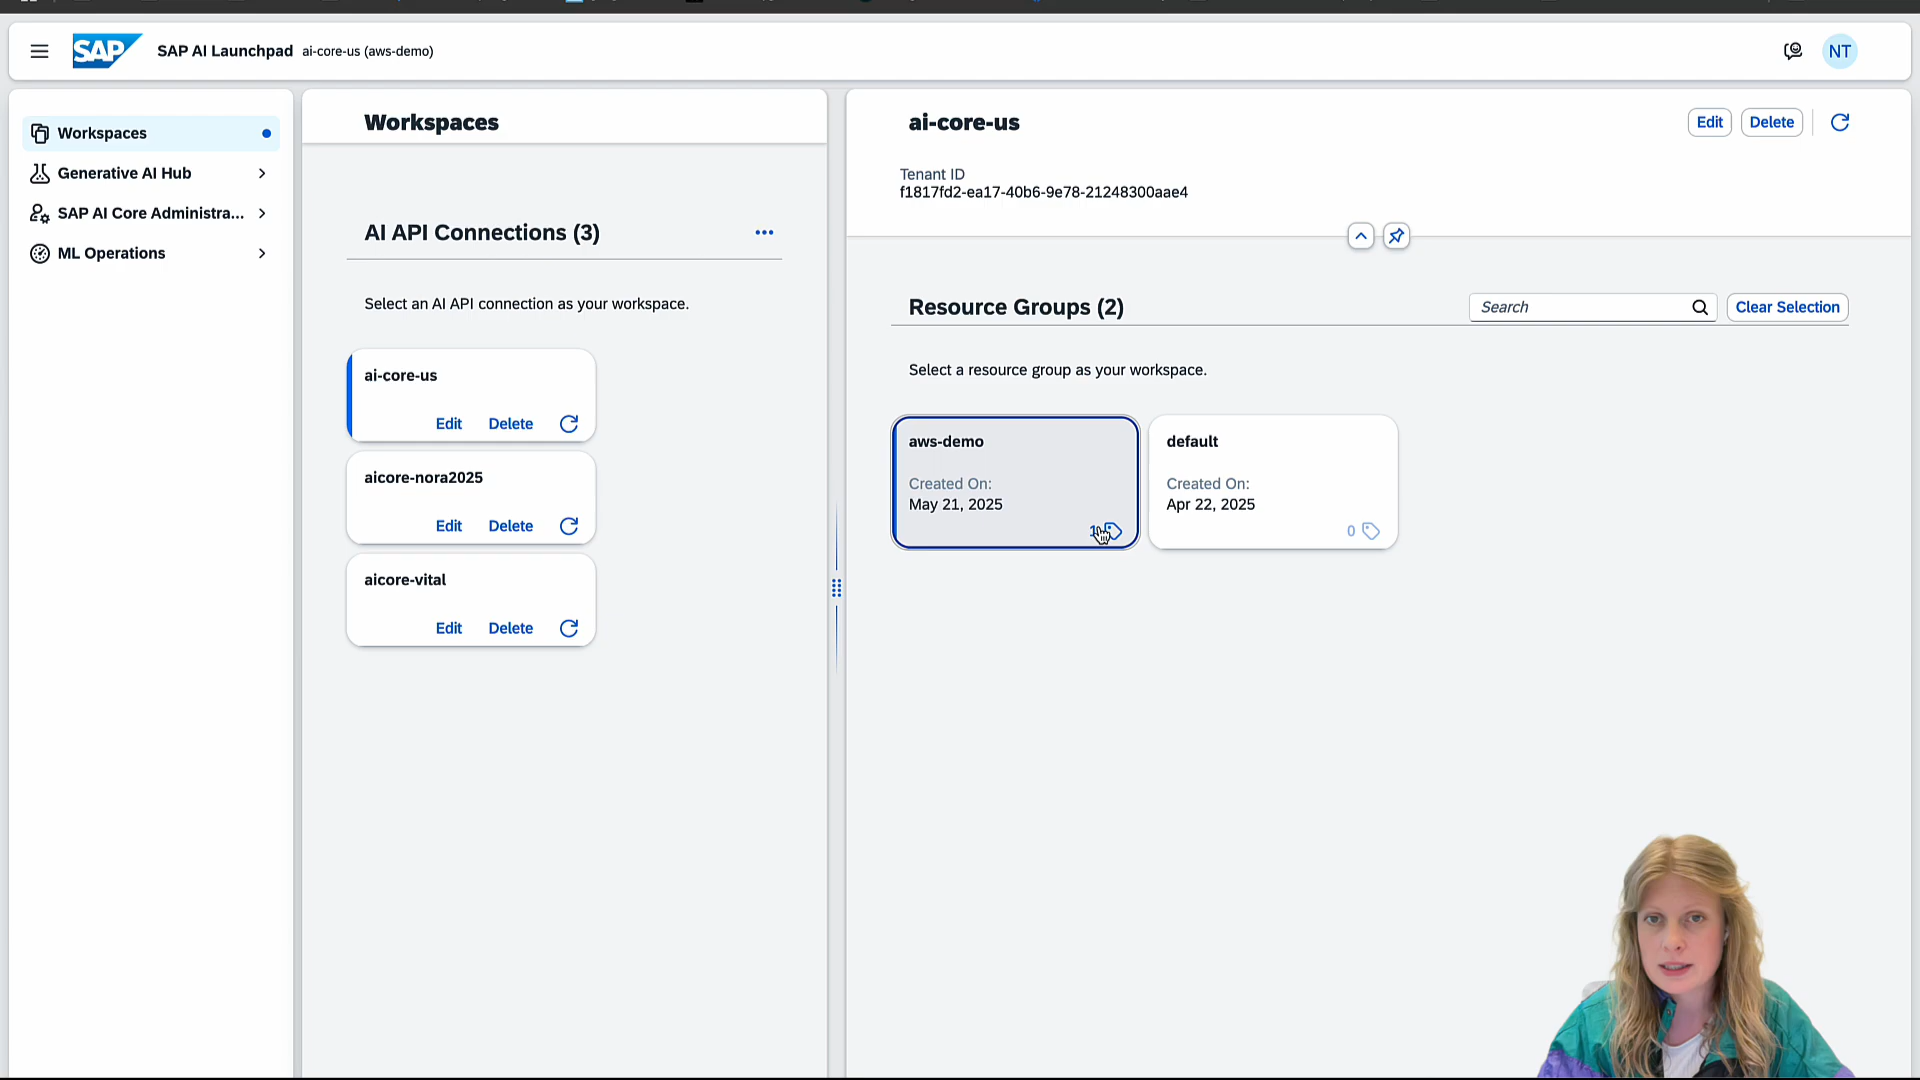 SAP
SAP AI Launchpad
ai-core-us (aws-demo)
NT
Workspaces
Generative AI Hub
SAP AI Core Administra...
ML Operations
Workspaces
AI API Connections (3)
Select an AI API connection as your workspace.
ai-core-us
Edit
Delete
aicore-nora2025
Edit
Delete
aicore-vital
Edit
Delete
ai-core-us
Edit
Delete
Tenant ID
f1817fd2-ea17-40b6-9e78-21248300aae4
Resource Groups (2)
Search
Clear Selection
Select a resource group as your workspace.
aws-demo
Created On:
May 21, 2025
default
Created On:
Apr 22, 2025
0